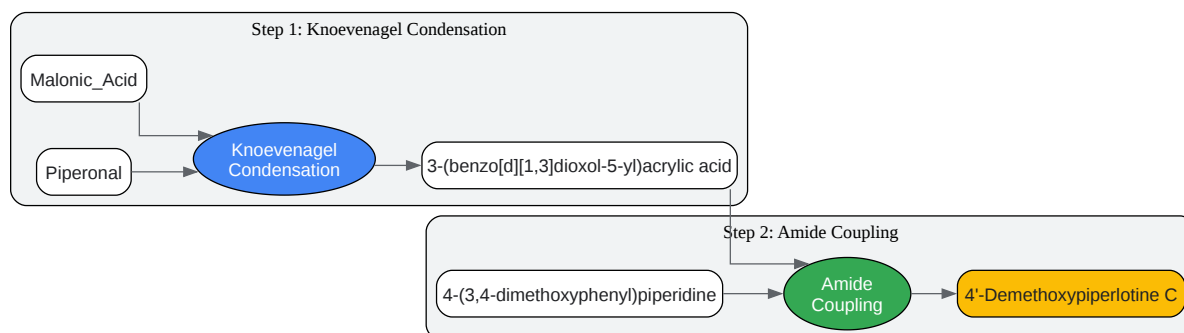 Step 1: Knoevenagel Condensation
Malonic_Acid
Piperonal
Knoevenagel
Condensation
3-(benzo[d][1,3]dioxol-5-yl)acrylic acid
Step 2: Amide Coupling
4-(3,4-dimethoxyphenyl)piperidine
Amide
Coupling
4'-Demethoxypiperlotine C